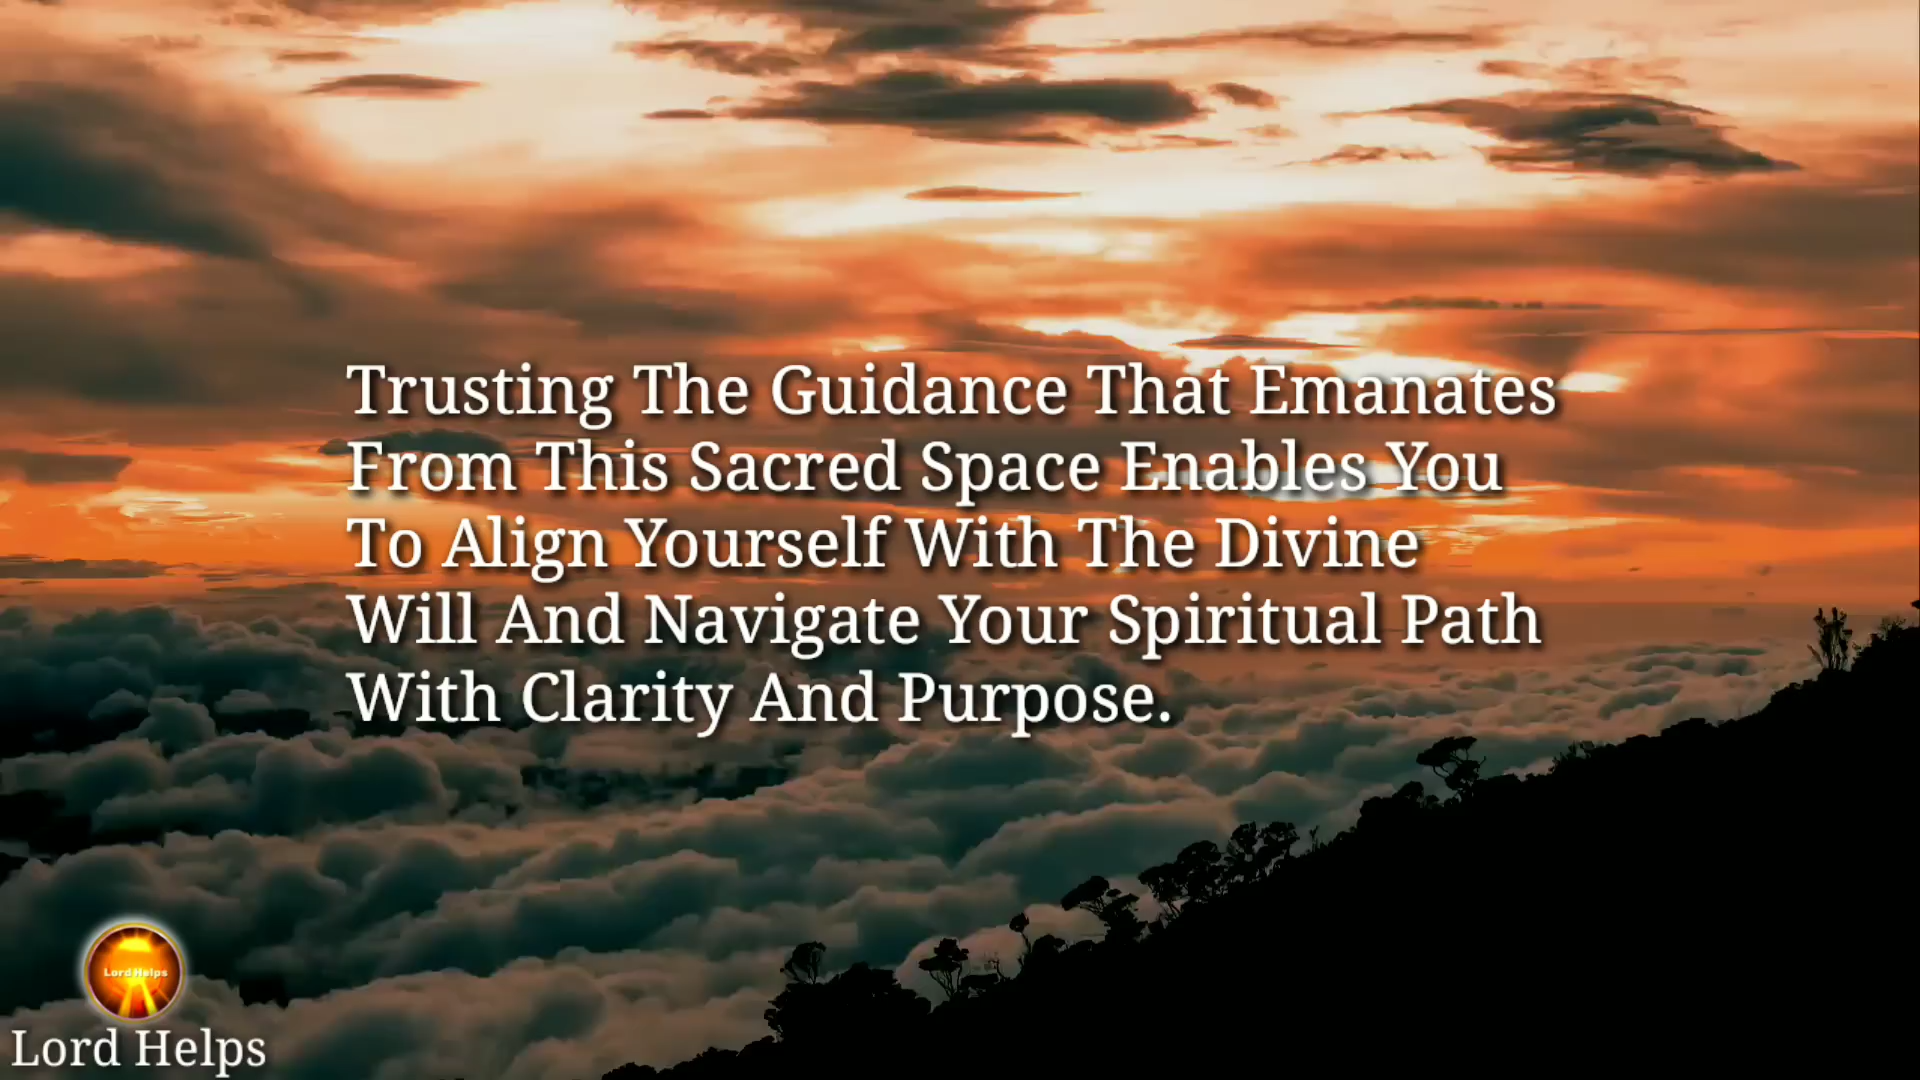 Trusting The Guidance That Emanates
From This Sacred Space Enables You
To Align Yourself With The Divine
Will And Navigate Your Spiritual Path
With Clarity And Purpose.
Lord Helps
Lord Helps